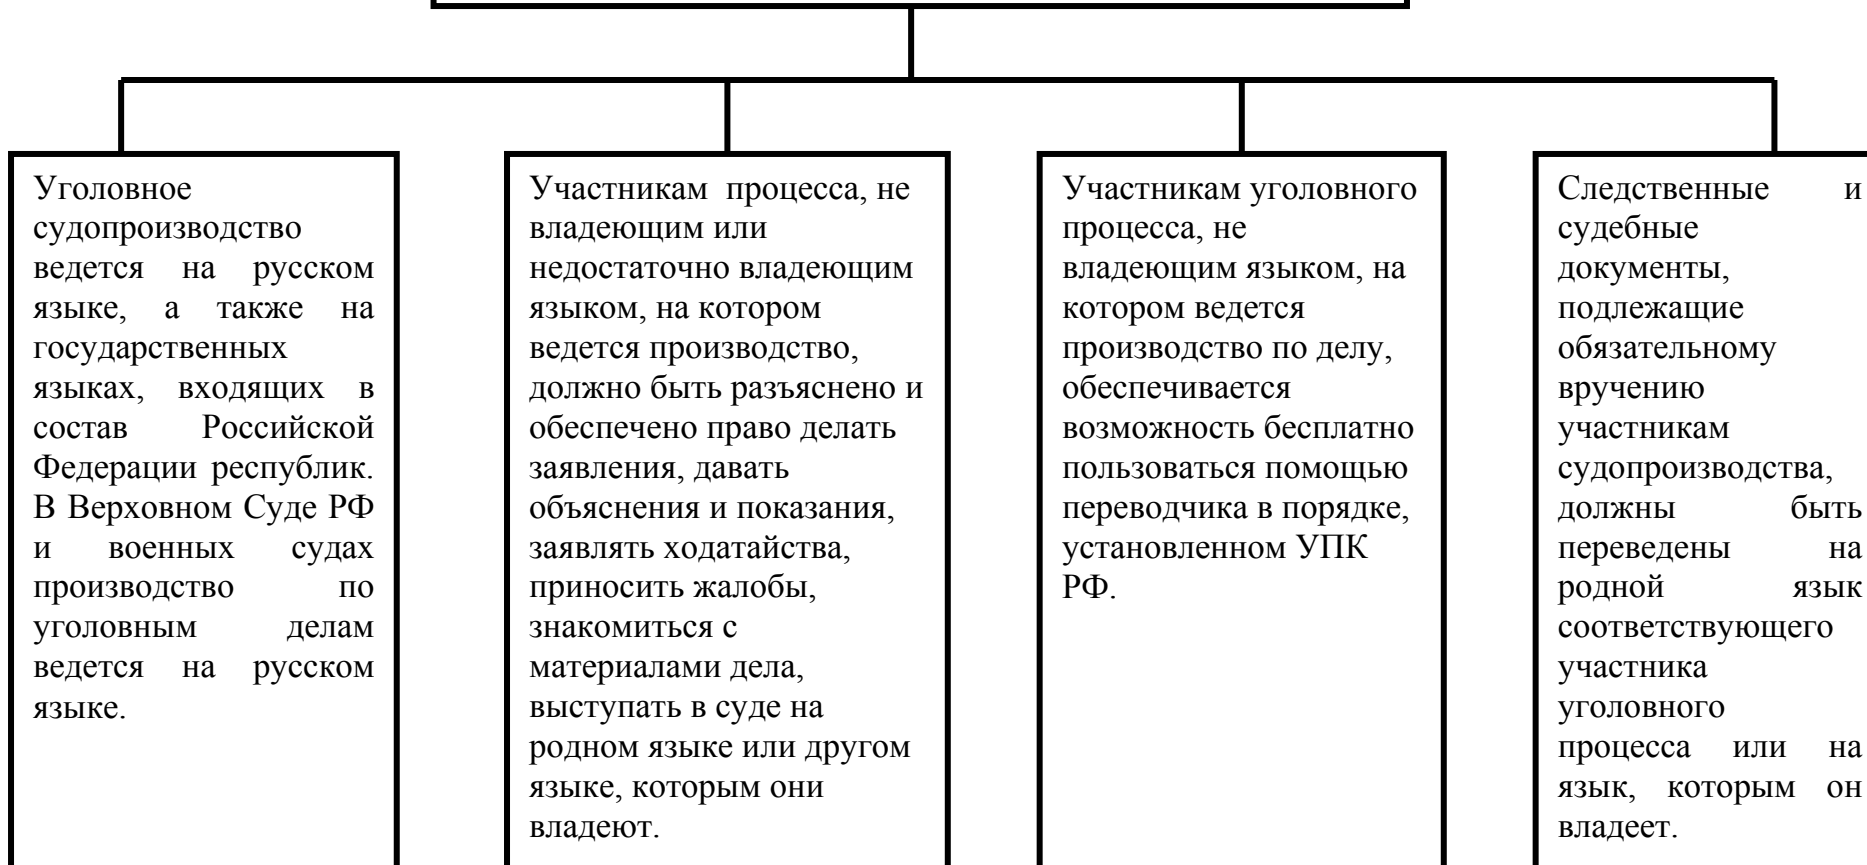 Уголовное
судопроизводство
ведется на русском
языке, а также на
государственных
языках, входящих в
состав Российской
Федерации республик.
В Верховном Суде РФ
и военных судах
производство по
уголовным делам
ведется на русском
языке.
Участникам процесса, не
владеющим или
недостаточно владеющим
языком, на котором
ведется производство,
должно быть разъяснено и
обеспечено право делать
заявления, давать
объяснения и показания,
заявлять ходатайства,
приносить жалобы,
знакомиться с
материалами дела,
выступать в суде на
родном языке или другом
языке, которым они
владеют.
Участникам уголовного
процесса, не
владеющим языком, на
котором ведется
производство по делу,
обеспечивается
возможность бесплатно
пользоваться помощью
переводчика в порядке,
установленном УПК
РФ.
Следственные и
судебные
документы,
подлежащие
обязательному
вручению
участникам
судопроизводства,
должны быть
переведены на
родной язык
соответствующего
участника
уголовного
процесса или на
язык, которым он
владеет.